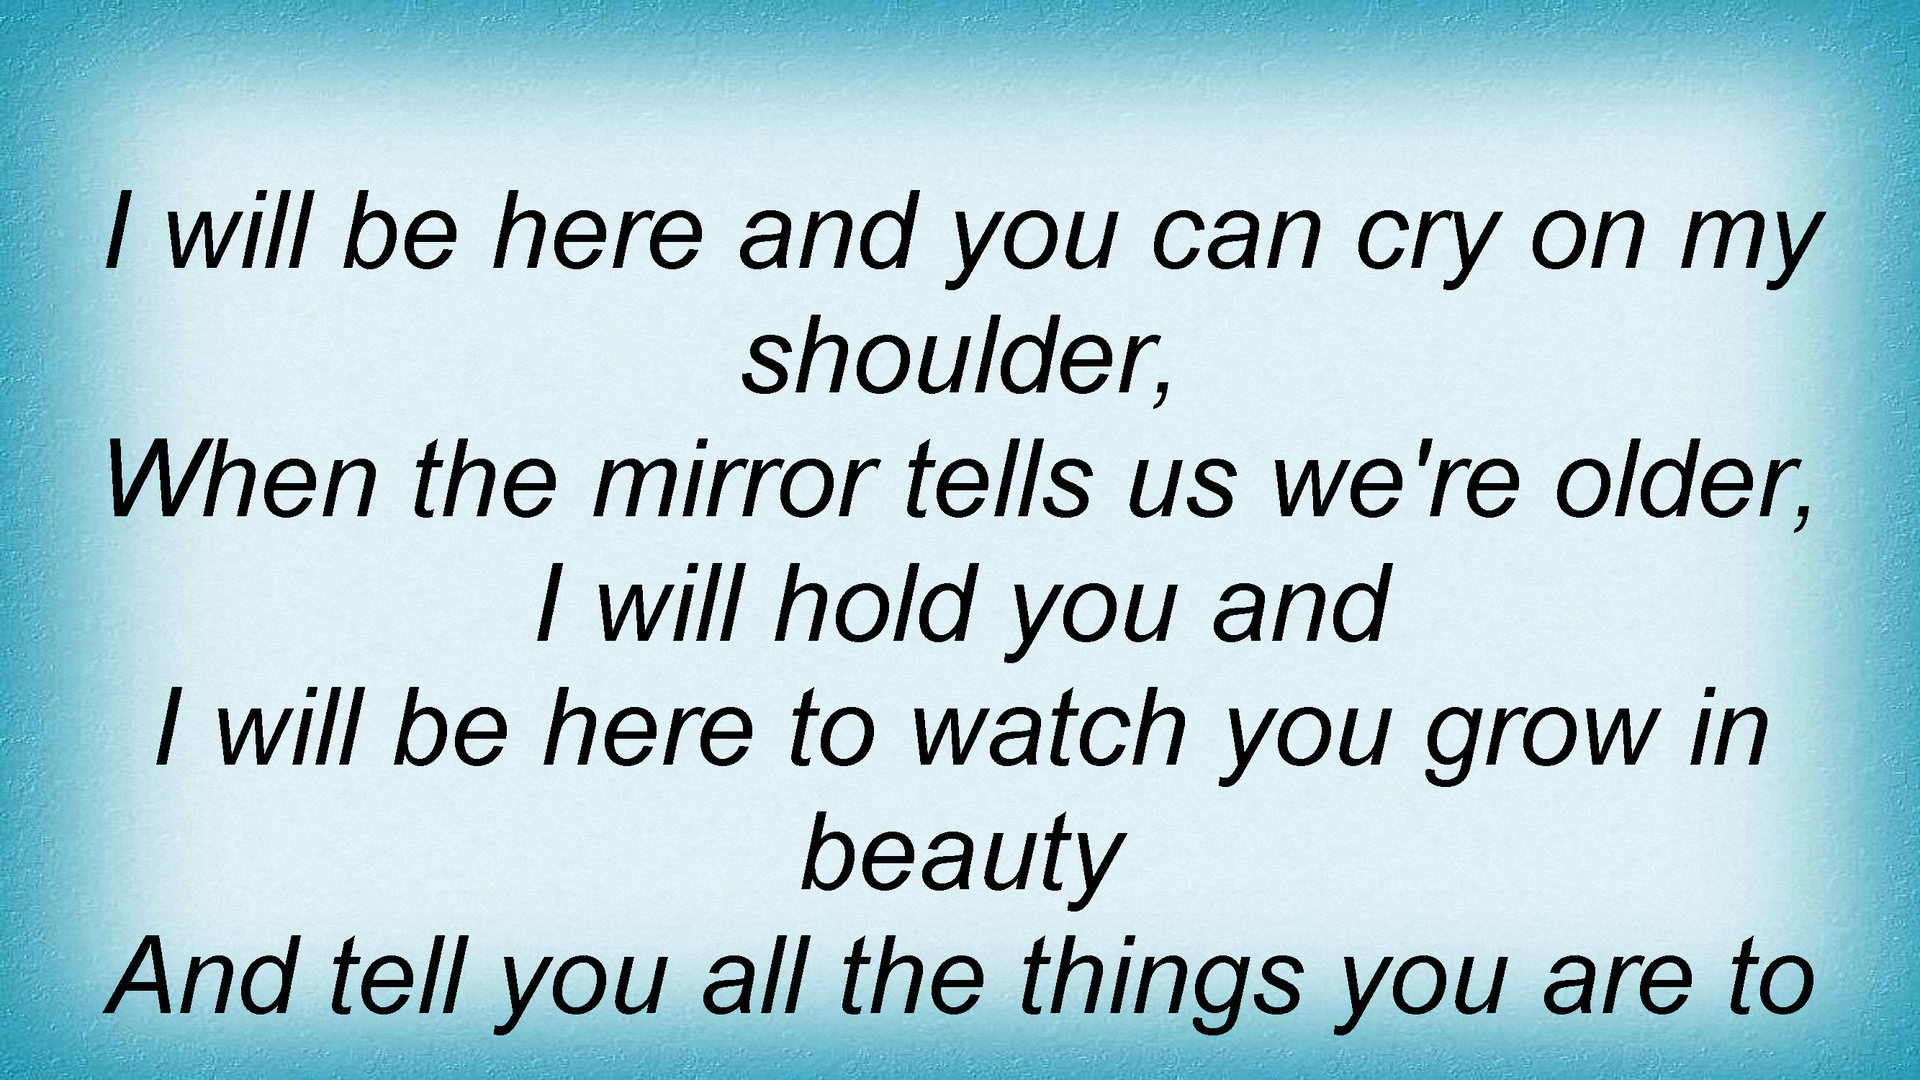 I will be here and you can cry on my
shoulder,
When the mirror tells us we're older,
I will hold you and
I will be here to watch you grow in
beauty
And tell you all the things you are to